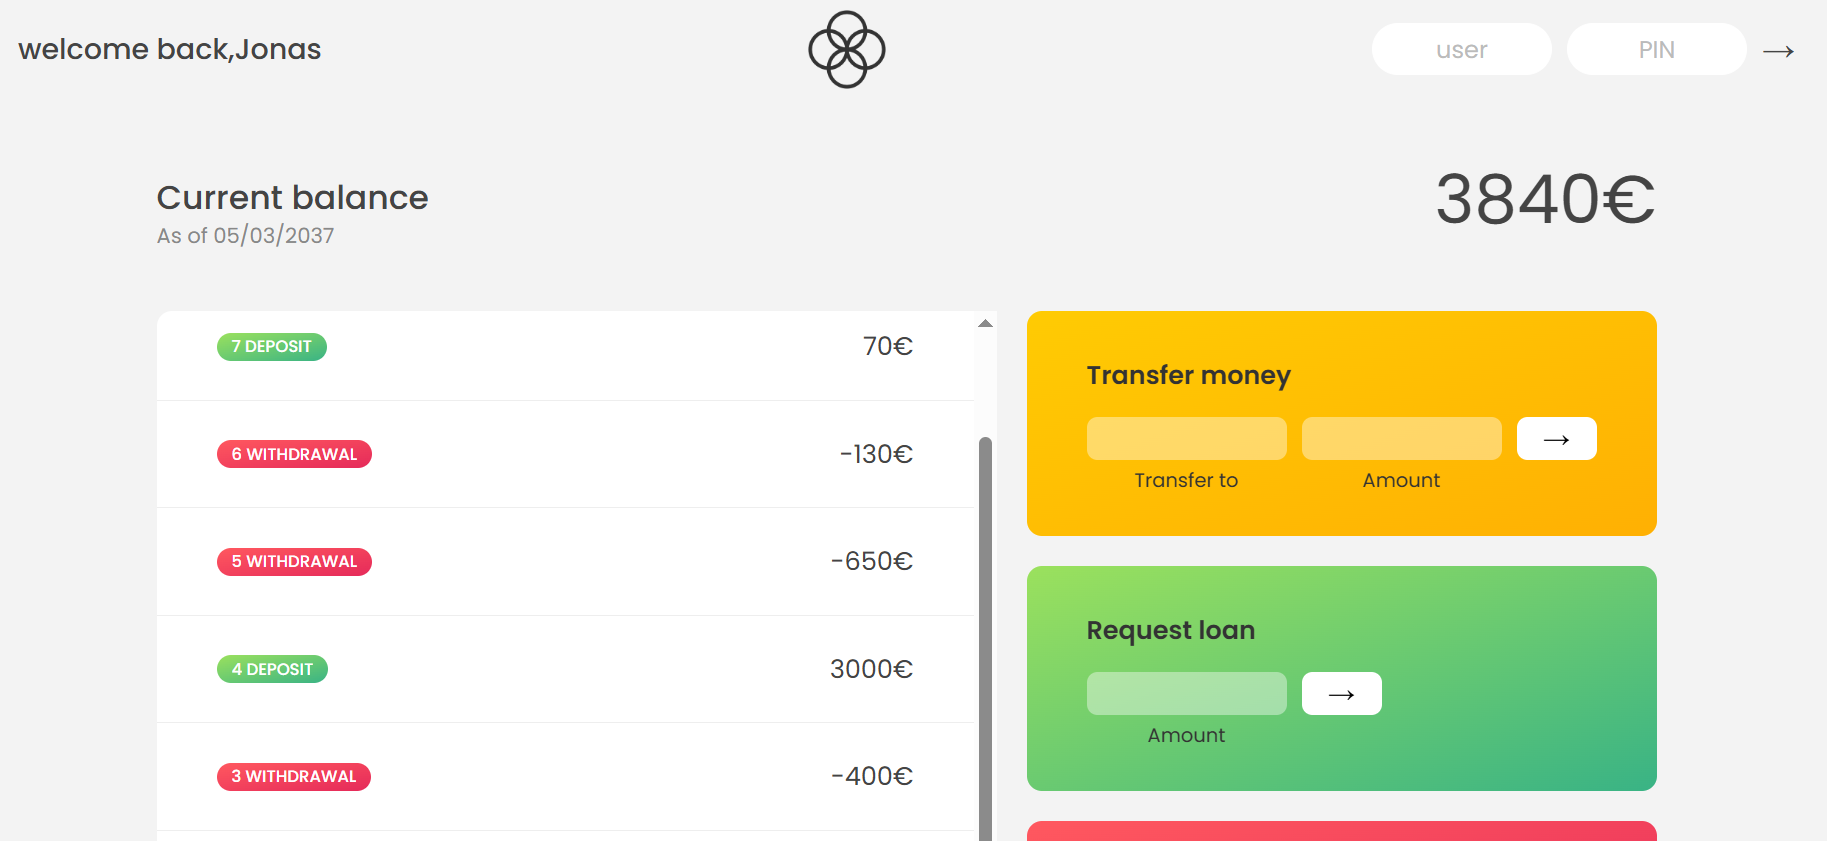 welcome back,Jonas
user
PIN
→
Current balance
As of 05/03/2037
3840€
7 DEPOSIT
70€
6 WITHDRAWAL
-130€
5 WITHDRAWAL
-650€
4 DEPOSIT
3000€
3 WITHDRAWAL
-400€
Transfer money
→
Transfer to
Amount
Request loan
→
Amount